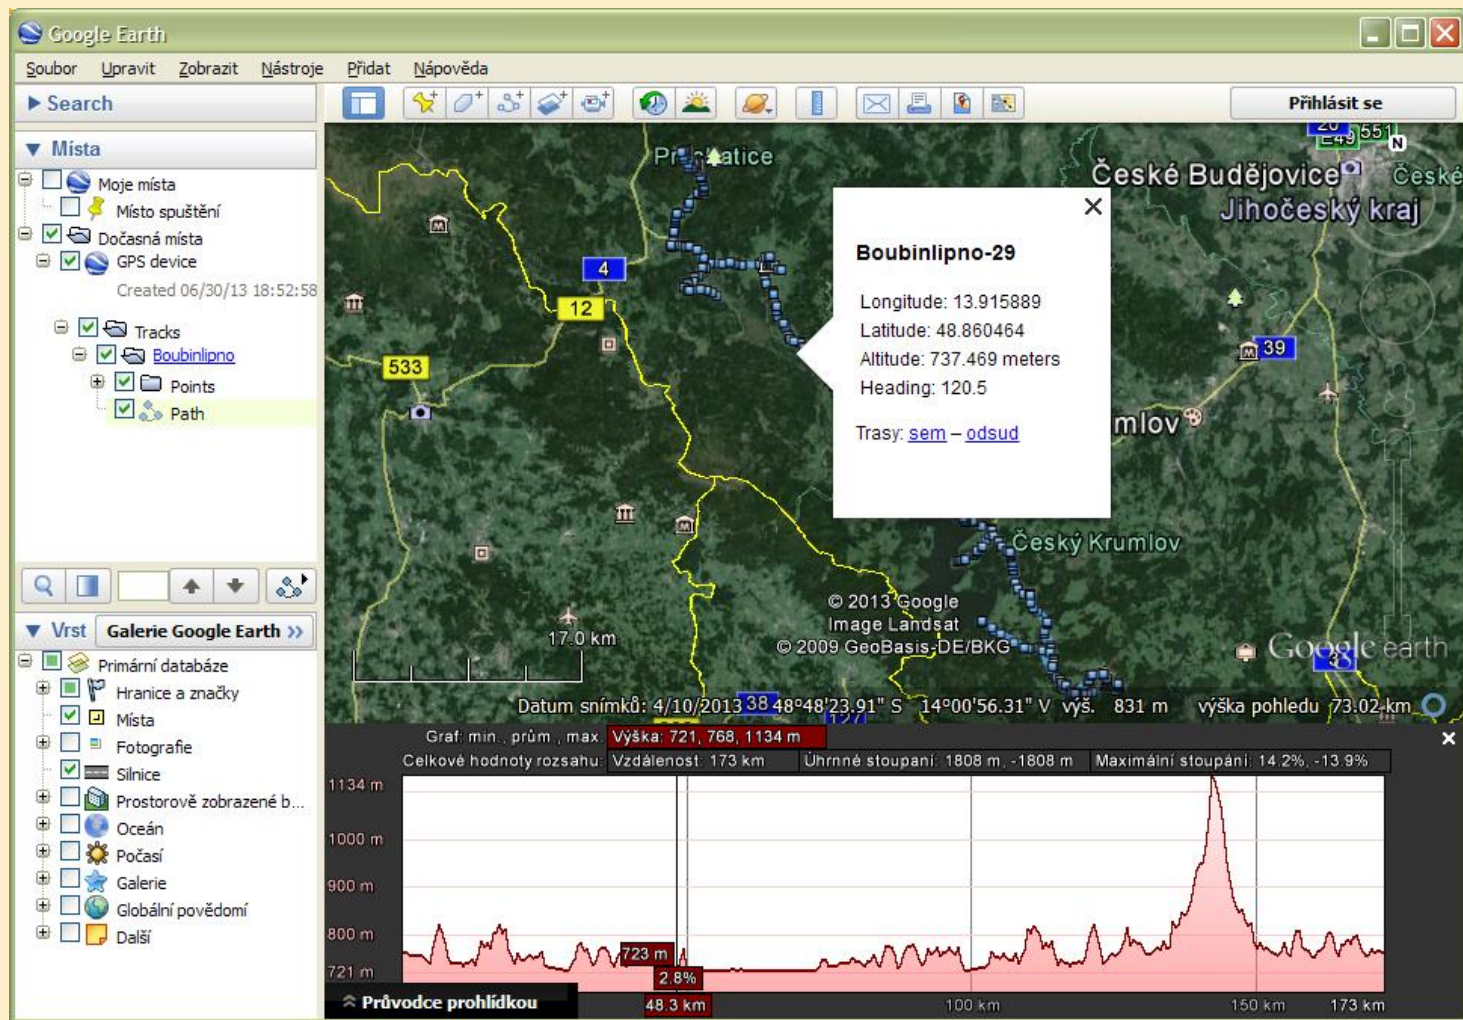 Google Earth
Soubor Upravit Zobrazit Nástroje Přidat Nápověda
Search
Přihlásit se
Místa
Moje místa
Místo spuštění
Dočasná místa
GPS device
Created 06/30/13 18:52:58
Tracks
Boubinlipno
Points
Path
Vrst Galerie Google Earth >>
Primární databáze
Hranice a značky
Místa
Fotografie
Silnice
Prostorově zobrazené b...
Oceán
Počasí
Galerie
Globální povědomí
Další
E49 551
N
České Budějovice
České
Jihočeský kraj
4
12
533
39
Boubinlipno-29
Longitude: 13.915889
Latitude: 48.860464
Altitude: 737.469 meters
Heading: 120.5
Trasy: sem – odsud
mlov
Český Krumlov
17.0 km
© 2013 Google
Image Landsat
© 2009 GeoBasis-DE/BKG
Google earth
38
127
Datum snímků: 4/10/2013 48°48'23.91" S 14°00'56.31" V výš. 831 m výška pohledu 73.02 km
Graf: min., prům., max. Výška: 721, 768, 1134 m
Celkové hodnoty rozsahu: Vzdálenost: 173 km Úhrnné stoupaní: 1808 m, -1808 m Maximální stoupání: 14.2%, -13.9%
1134 m
1000 m
900 m
800 m
721 m
723 m
2.8%
48.3 km
100 km
150 km
173 km
Průvodce prohlídkou